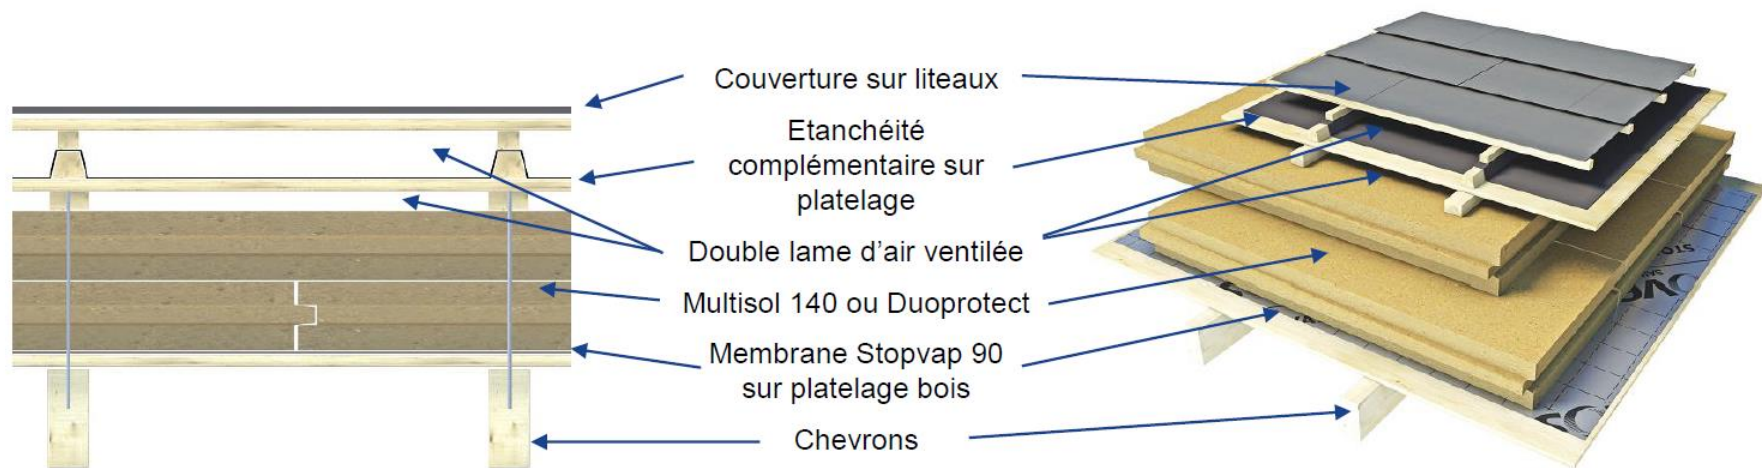 Couverture sur liteaux
Etanchéité
complémentaire sur
platelage
Double lame d'air ventilée
Multisol 140 ou Duoprotect
Membrane Stopvap 90
sur platelage bois
Chevrons